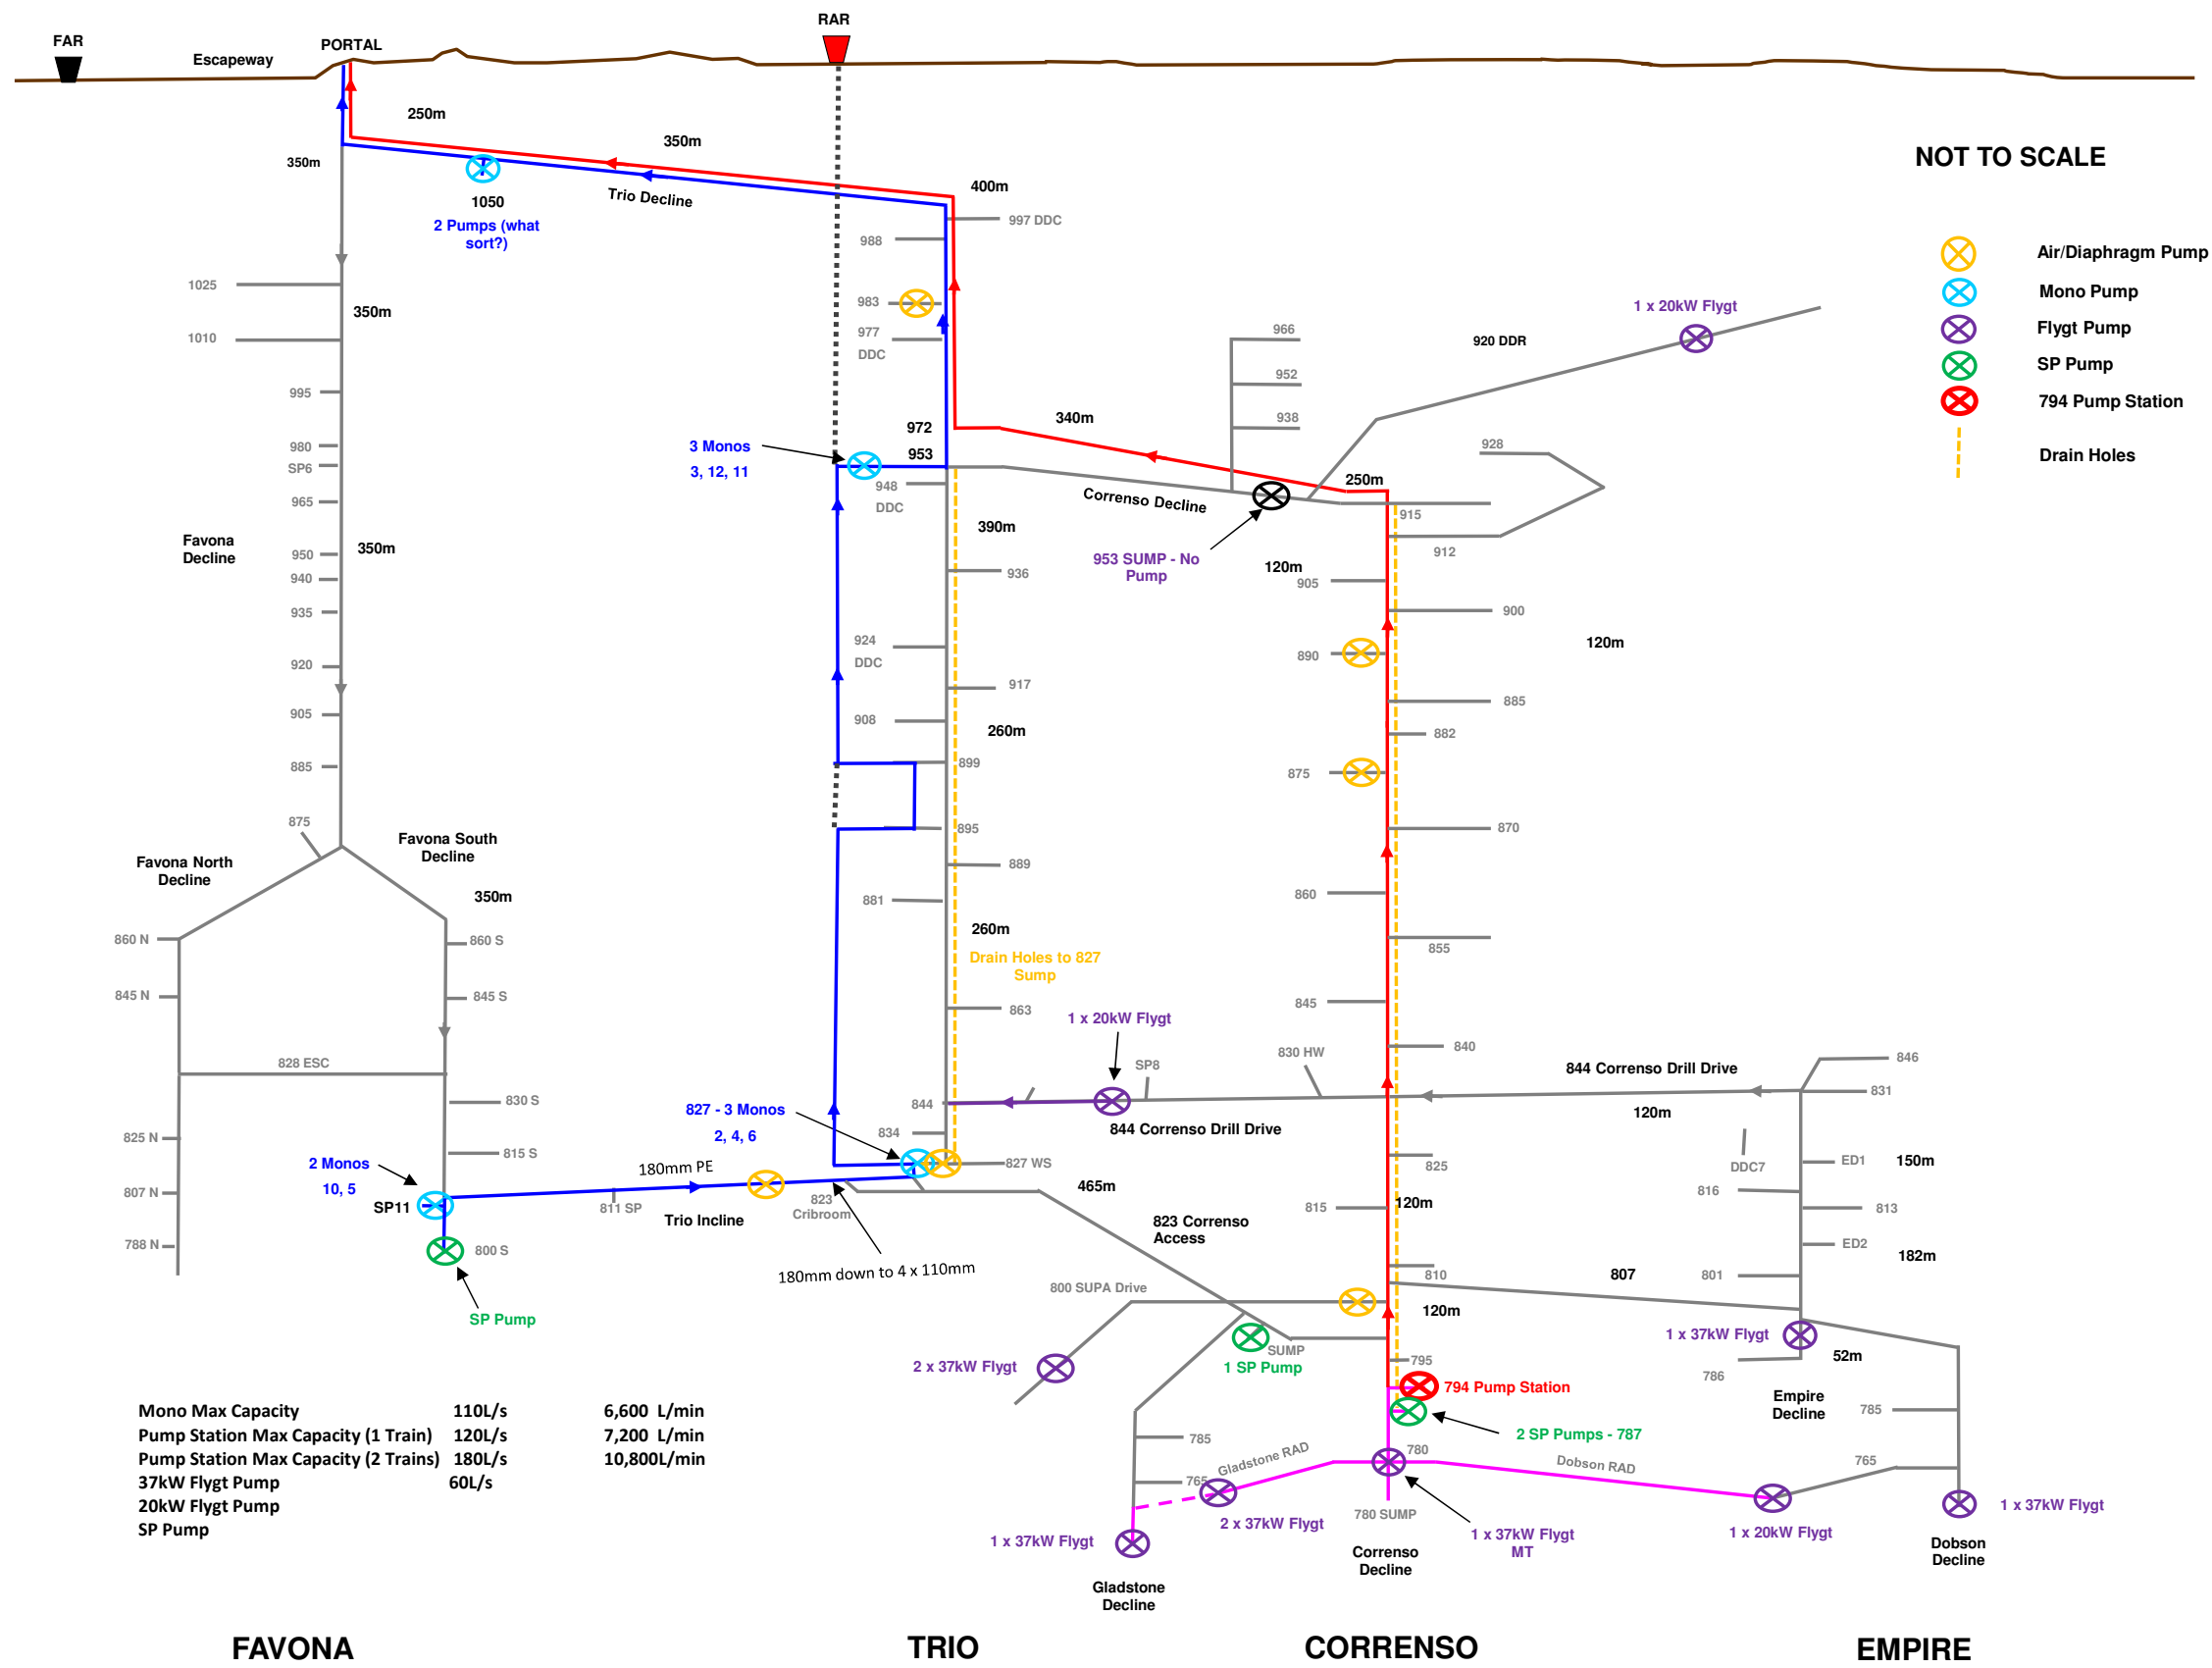 RAR
FAR
PORTAL
Escapeway
250m
350m
350m
NOT TO SCALE
400m
Trio Decline
1050
2 Pumps (what
sort?)
997 DDC
988
Air/Diaphragm Pump
1025
Mono Pump
983
1 x 20kW Flygt
350m
Flygt Pump
977
DDC
966
920 DDR
1010
SP Pump
952
995
794 Pump Station
938
340m
972
3 Monos
3, 12, 11
953
928
980
SP6
Drain Holes
948
DDC
250m
965
Correnso Decline
915
390m
Favona
Decline
350m
950
912
953 SUMP - No
Pump
120m
905
940
936
900
935
924
DDC
120m
890
920
917
885
905
908
260m
882
899
885
875
875
895
870
Favona South
Decline
Favona North
Decline
889
860
350m
881
260m
860 N
860 S
855
Drain Holes to 827
Sump
845 N
845 S
845
863
1 x 20kW Flygt
840
830 HW
828 ESC
SP8
846
844 Correnso Drill Drive
831
830 S
844
827 - 3 Monos
2, 4, 6
120m
844 Correnso Drill Drive
825 N
834
815 S
2 Monos
10, 5
180mm PE
827 WS
825
DDC7
ED1
150m
807 N
SP11
811 SP
Trio Incline
823
Cribroom
465m
120m
815
816
813
823 Correnso
Access
788 N
800 S
ED2
182m
180mm down to 4 x 110mm
810
807
801
800 SUPA Drive
SP Pump
120m
1 x 37kW Flygt
SUMP
1 SP Pump
795
2 x 37kW Flygt
52m
786
794 Pump Station
Empire
Decline
785
Mono Max Capacity 110L/s 6,600 L/min
Pump Station Max Capacity (1 Train) 120L/s 7,200 L/min
Pump Station Max Capacity (2 Trains) 180L/s 10,800L/min
37kW Flygt Pump 60L/s
20kW Flygt Pump
SP Pump
2 SP Pumps - 787
785
Gladstone RAD
780
Dobson RAD
765
765
780 SUMP
1 x 37kW Flygt
2 x 37kW Flygt
1 x 37kW Flygt
MT
1 x 20kW Flygt
1 x 37kW Flygt
Dobson
Decline
Correnso
Decline
Gladstone
Decline
FAVONA
TRIO
CORRENSO
EMPIRE